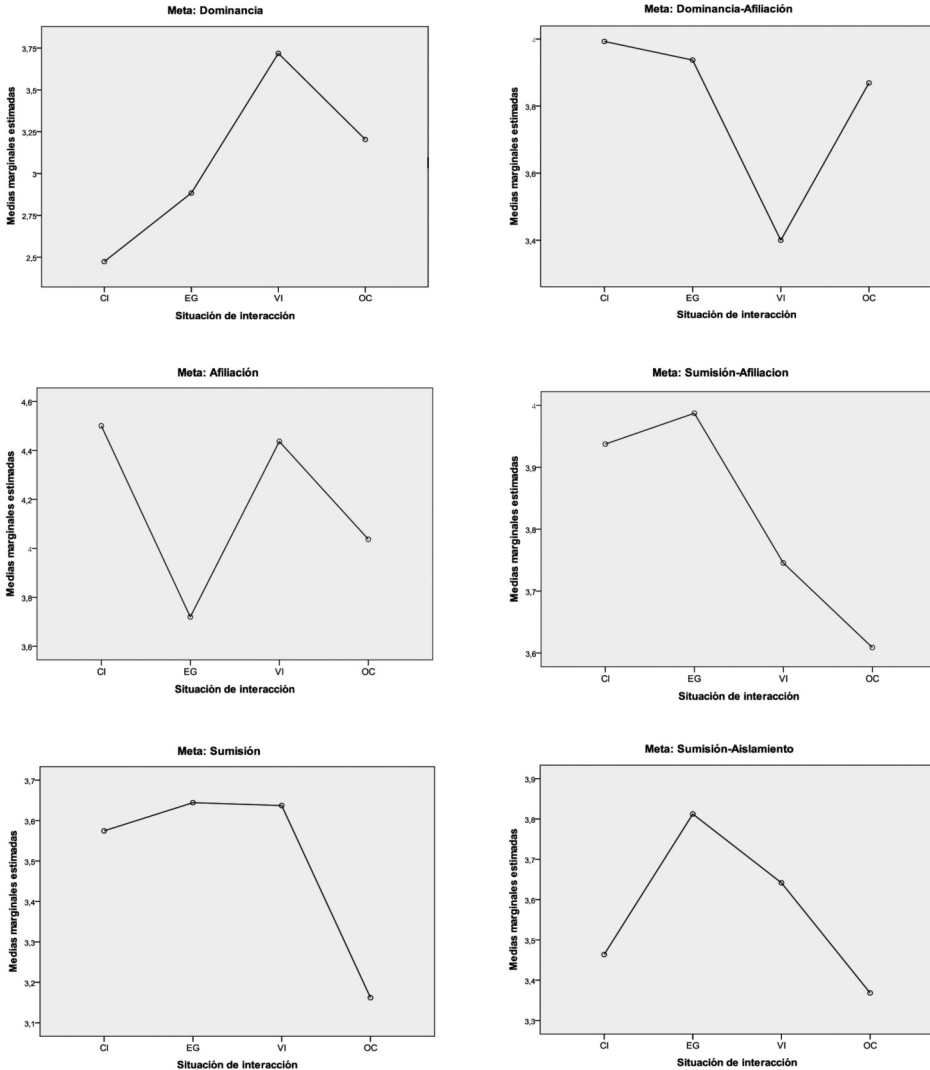 Meta: Dominancia
Medias marginales estimadas
3,75
3,5
3,25
3
2,75
2,5
CI
EG
VI
OC
Situación de interacción
Meta: Dominancia-Afiliación
Medias marginales estimadas
4
3,8
3,6
3,4
CI
EG
VI
OC
Situación de interacción
Meta: Afiliación
Medias marginales estimadas
4,6
4,4
4,2
4
3,8
3,6
CI
EG
VI
OC
Situación de interacción
Meta: Sumisión-Afiliacion
Medias marginales estimadas
4
3,9
3,8
3,7
3,6
CI
EG
VI
OC
Situación de interacción
Meta: Sumisión
Medias marginales estimadas
3,7
3,6
3,5
3,4
3,3
3,2
3,1
CI
EG
VI
OC
Situación de interacción
Meta: Sumisión-Aislamiento
Medias marginales estimadas
3,9
3,8
3,7
3,6
3,5
3,4
3,3
CI
EG
VI
OC
Situación de interacción